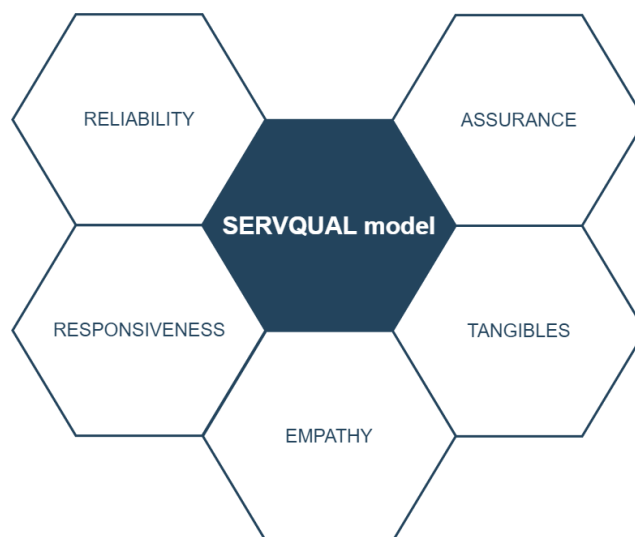 RELIABILITY
ASSURANCE
SERVQUAL model
RESPONSIVENESS
TANGIBLES
EMPATHY